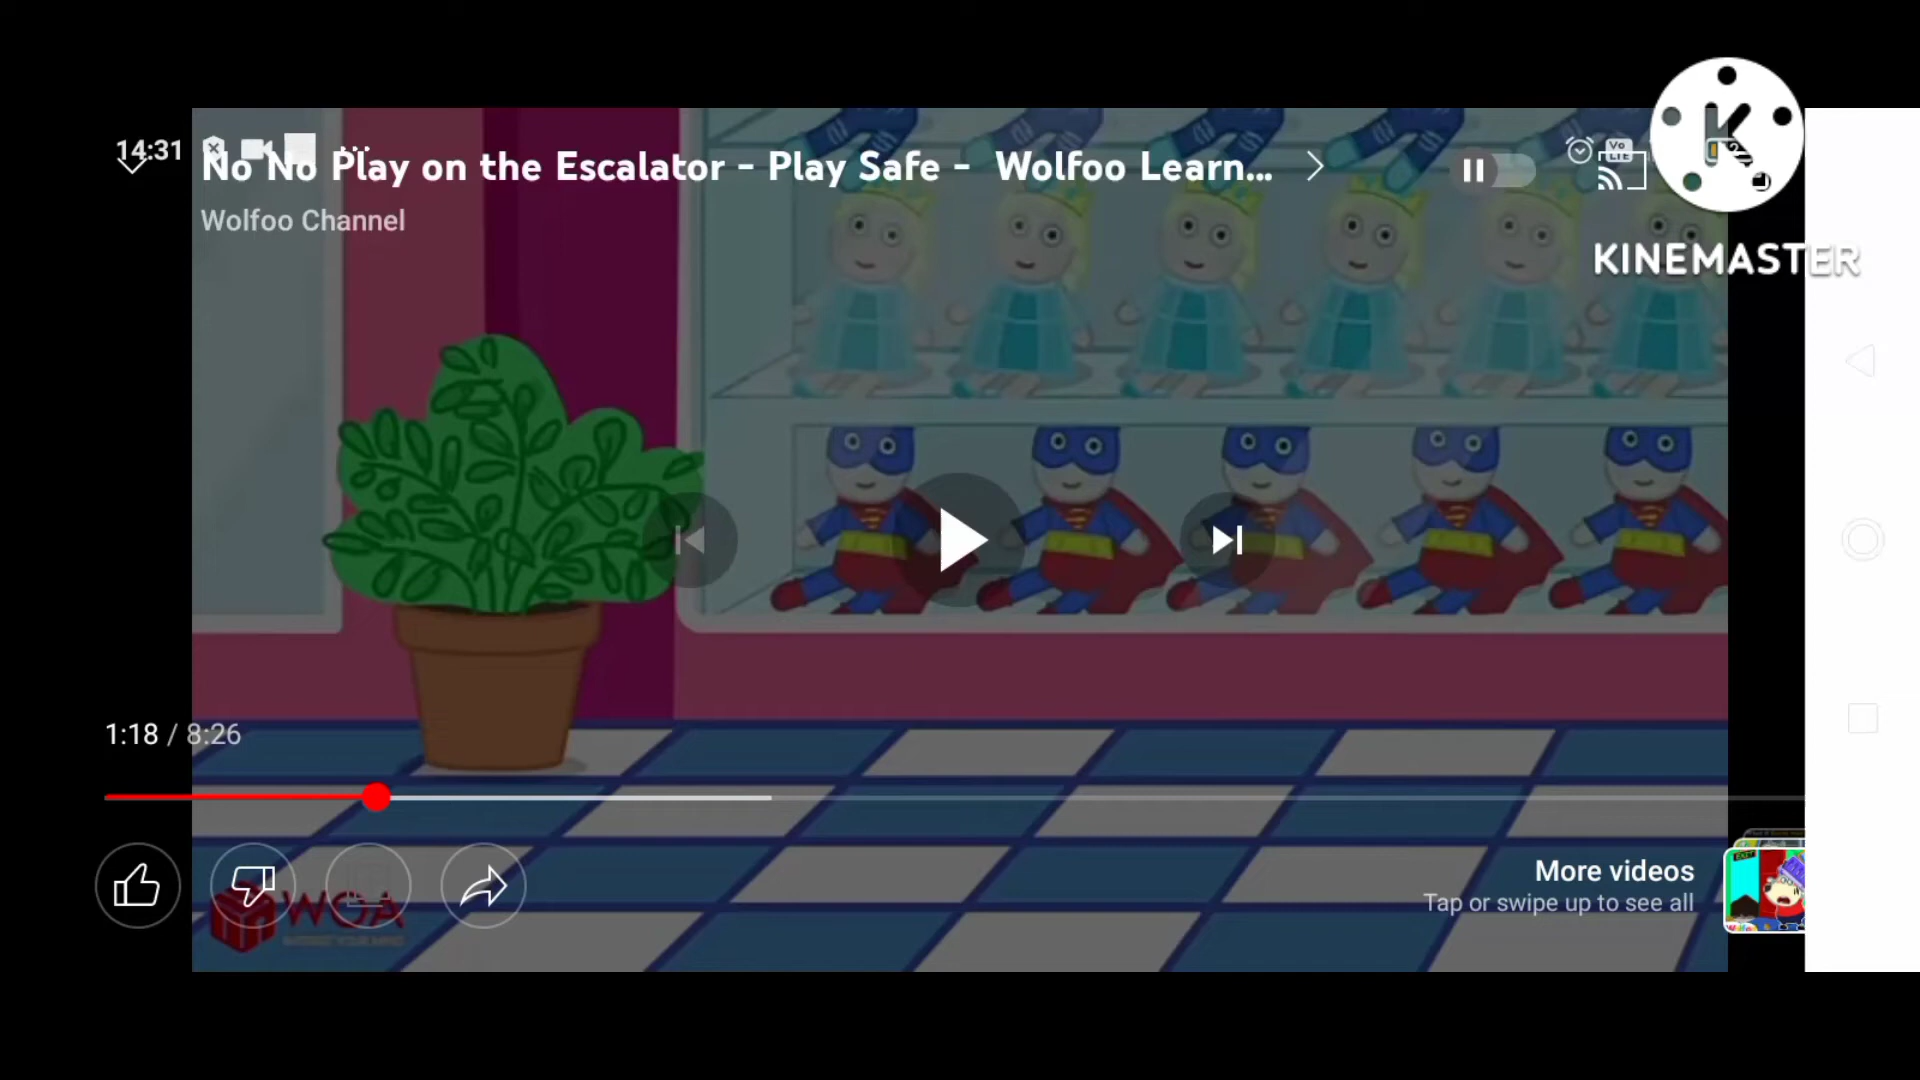 14:31
No No Play on the Escalator - Play Safe - Wolfoo Learn...
Wolfoo Channel
KINEMASTER
1:18 / 8:26
WOA
More videos
Tap or swipe up to see all